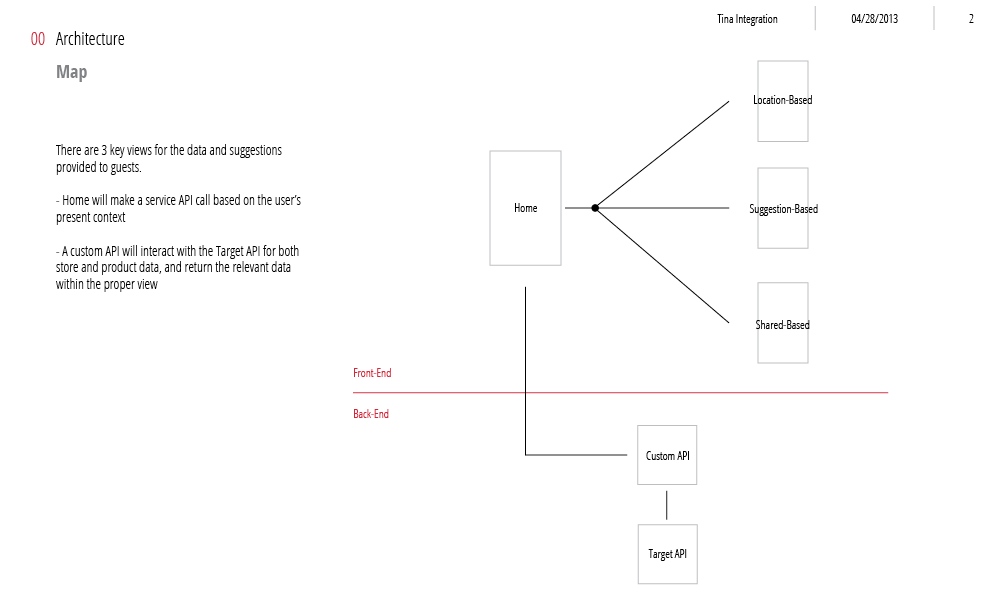 Tina Integration 04/28/2013 2
00 Architecture
Map
There are 3 key views for the data and suggestions
provided to guests.
- Home will make a service API call based on the user's
present context
- A custom API will interact with the Target API for both
store and product data, and return the relevant data
within the proper view
Location-Based
Home
Suggestion-Based
Shared-Based
Front-End
Back-End
Custom API
Target API